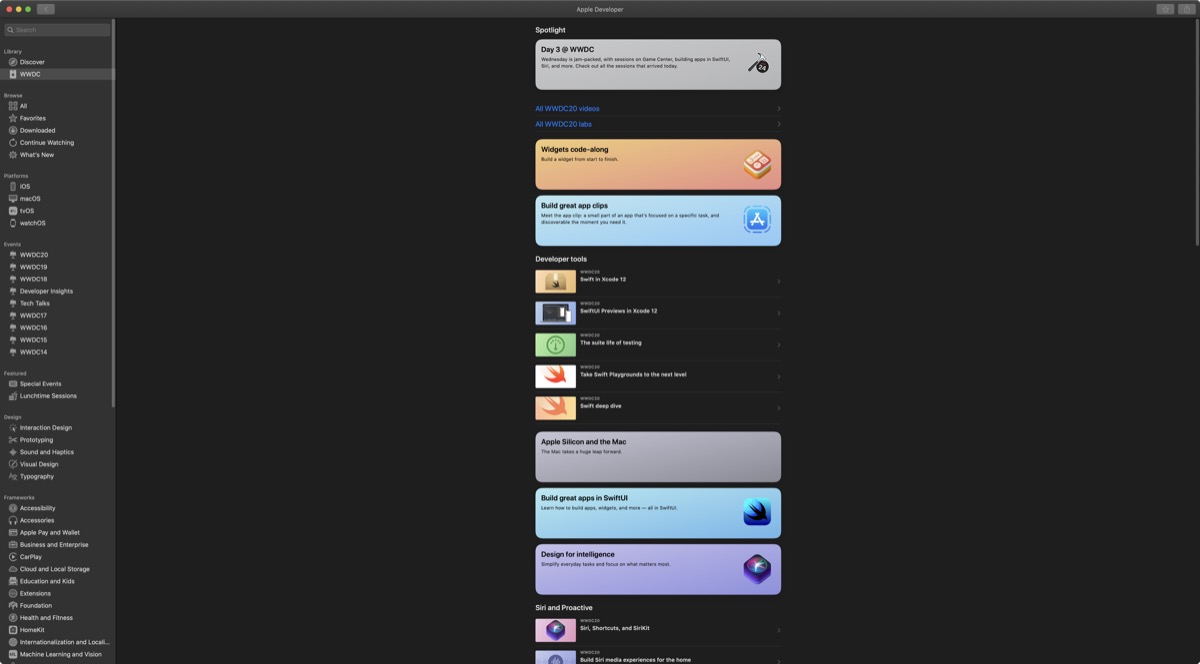 Apple Developer
Search
Library
Discover
WWDC
Browse
All
Favorites
Downloaded
Continue Watching
What's New
Platforms
iOS
macOS
tvOS
watchOS
Events
WWDC20
WWDC19
WWDC18
Developer Insights
Tech Talks
WWDC17
WWDC16
WWDC15
WWDC14
Featured
Special Events
Lunchtime Sessions
Design
Interaction Design
Prototyping
Sound and Haptics
Visual Design
Typography
Frameworks
Accessibility
Accessories
Apple Pay and Wallet
Business and Enterprise
CarPlay
Cloud and Local Storage
Education and Kids
Extensions
Foundation
Health and Fitness
HomeKit
Internationalization and Locali...
Machine Learning and Vision
Spotlight
Day 3 @ WWDC
Wednesday is jam-packed, with sessions on Game Center, building apps in SwiftUI,
Siri, and more. Check out all the sessions that arrived today.
24
All WWDC20 videos
All WWDC20 labs
Widgets code-along
Build a widget from start to finish.
Build great app clips
Meet the app clip: a small part of an app that's focused on a specific task, and
discoverable the moment you need it.
Developer tools
WWDC20
Swift in Xcode 12
WWDC20
SwiftUI Previews in Xcode 12
WWDC20
The suite life of testing
WWDC20
Take Swift Playgrounds to the next level
WWDC20
Swift deep dive
Apple Silicon and the Mac
The Mac takes a huge leap forward.
Build great apps in SwiftUI
Learn how to build apps, widgets, and more — all in SwiftUI.
Design for intelligence
Simplify everyday tasks and focus on what matters most.
Siri and Proactive
WWDC20
Siri, Shortcuts, and SiriKit
WWDC20
Build Siri media experiences for the home